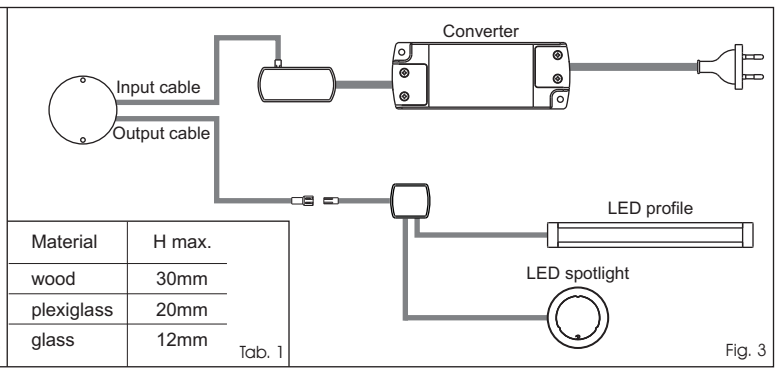 Converter
Input cable
Output cable
LED profile
LED spotlight
Material H max.
wood 30mm
plexiglass 20mm
glass 12mm
Tab. 1
Fig. 3